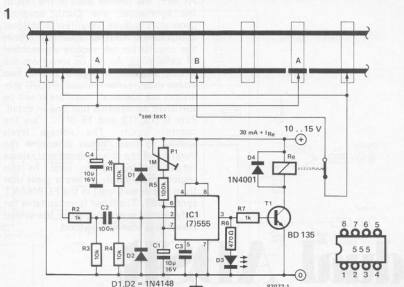 1
A
B
A
*see text
30 mA + IRe
10 .. 15 V
C4
10µ
16V
*
R1
10k
D1
P1
1M
R5
100k
D4
1N4001
Re
R2
1k
C2
100n
4
8
6
2
7
IC1
(7)555
3
5
1
R7
1k
T1
BD 135
R3
10k
R4
10k
D2
C1
10µ
16V
C3
10n
R6
470Ω
D3
0
D1,D2 = 1N4148
82072-1
8 7 6 5
555
1 2 3 4